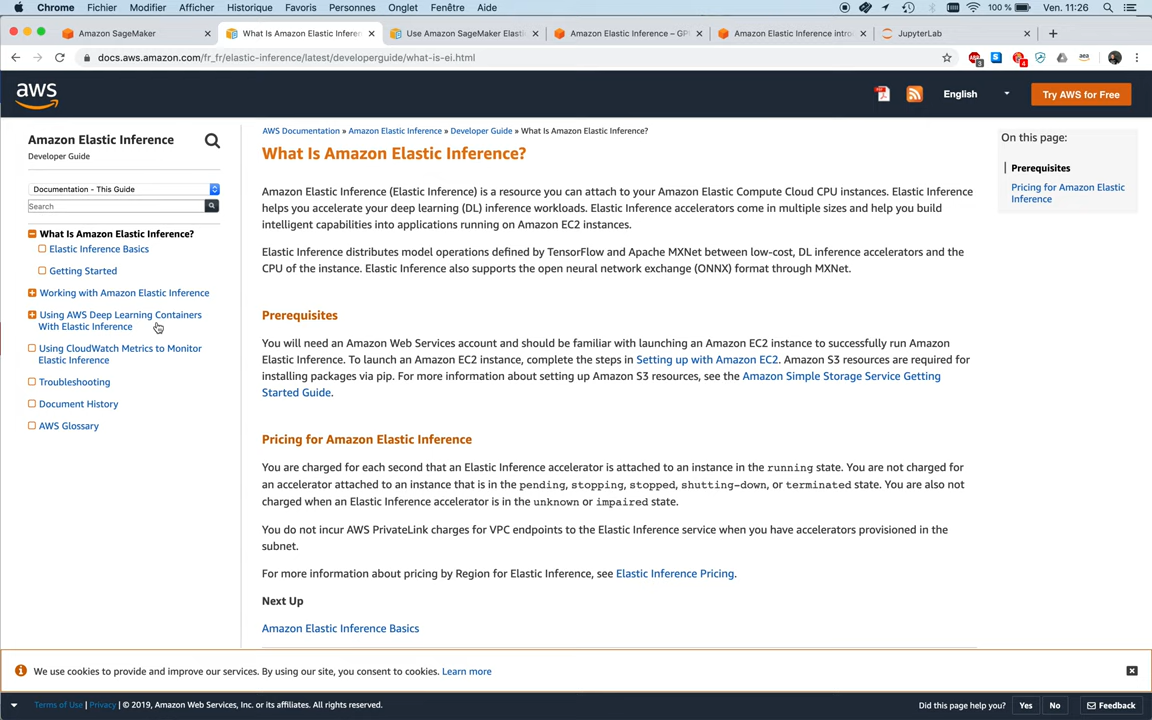 Chrome Fichier Modifier Afficher Historique Favoris Personnes Onglet Fenêtre Aide 100 % Ven. 11:26
Amazon SageMaker × What Is Amazon Elastic Inferen × Use Amazon SageMaker Elasti × Amazon Elastic Inference – GPU × Amazon Elastic Inference intro × JupyterLab × +
docs.aws.amazon.com/fr_fr/elastic-inference/latest/developerguide/what-is-ei.html
aws English Try AWS for Free
Amazon Elastic Inference
Developer Guide
Documentation - This Guide
Search
What Is Amazon Elastic Inference?
Elastic Inference Basics
Getting Started
Working with Amazon Elastic Inference
Using AWS Deep Learning Containers
With Elastic Inference
Using CloudWatch Metrics to Monitor
Elastic Inference
Troubleshooting
Document History
AWS Glossary
AWS Documentation » Amazon Elastic Inference » Developer Guide » What Is Amazon Elastic Inference?
What Is Amazon Elastic Inference?
Amazon Elastic Inference (Elastic Inference) is a resource you can attach to your Amazon Elastic Compute Cloud CPU instances. Elastic Inference
helps you accelerate your deep learning (DL) inference workloads. Elastic Inference accelerators come in multiple sizes and help you build
intelligent capabilities into applications running on Amazon EC2 instances.
Elastic Inference distributes model operations defined by TensorFlow and Apache MXNet between low-cost, DL inference accelerators and the
CPU of the instance. Elastic Inference also supports the open neural network exchange (ONNX) format through MXNet.
Prerequisites
You will need an Amazon Web Services account and should be familiar with launching an Amazon EC2 instance to successfully run Amazon
Elastic Inference. To launch an Amazon EC2 instance, complete the steps in Setting up with Amazon EC2. Amazon S3 resources are required for
installing packages via pip. For more information about setting up Amazon S3 resources, see the Amazon Simple Storage Service Getting
Started Guide.
Pricing for Amazon Elastic Inference
You are charged for each second that an Elastic Inference accelerator is attached to an instance in the running state. You are not charged for
an accelerator attached to an instance that is in the pending, stopping, stopped, shutting-down, or terminated state. You are also not
charged when an Elastic Inference accelerator is in the unknown or impaired state.
You do not incur AWS PrivateLink charges for VPC endpoints to the Elastic Inference service when you have accelerators provisioned in the
subnet.
For more information about pricing by Region for Elastic Inference, see Elastic Inference Pricing.
Next Up
Amazon Elastic Inference Basics
On this page:
Prerequisites
Pricing for Amazon Elastic
Inference
We use cookies to provide and improve our services. By using our site, you consent to cookies. Learn more
Terms of Use | Privacy | © 2019, Amazon Web Services, Inc. or its affiliates. All rights reserved. Did this page help you? Yes No Feedback